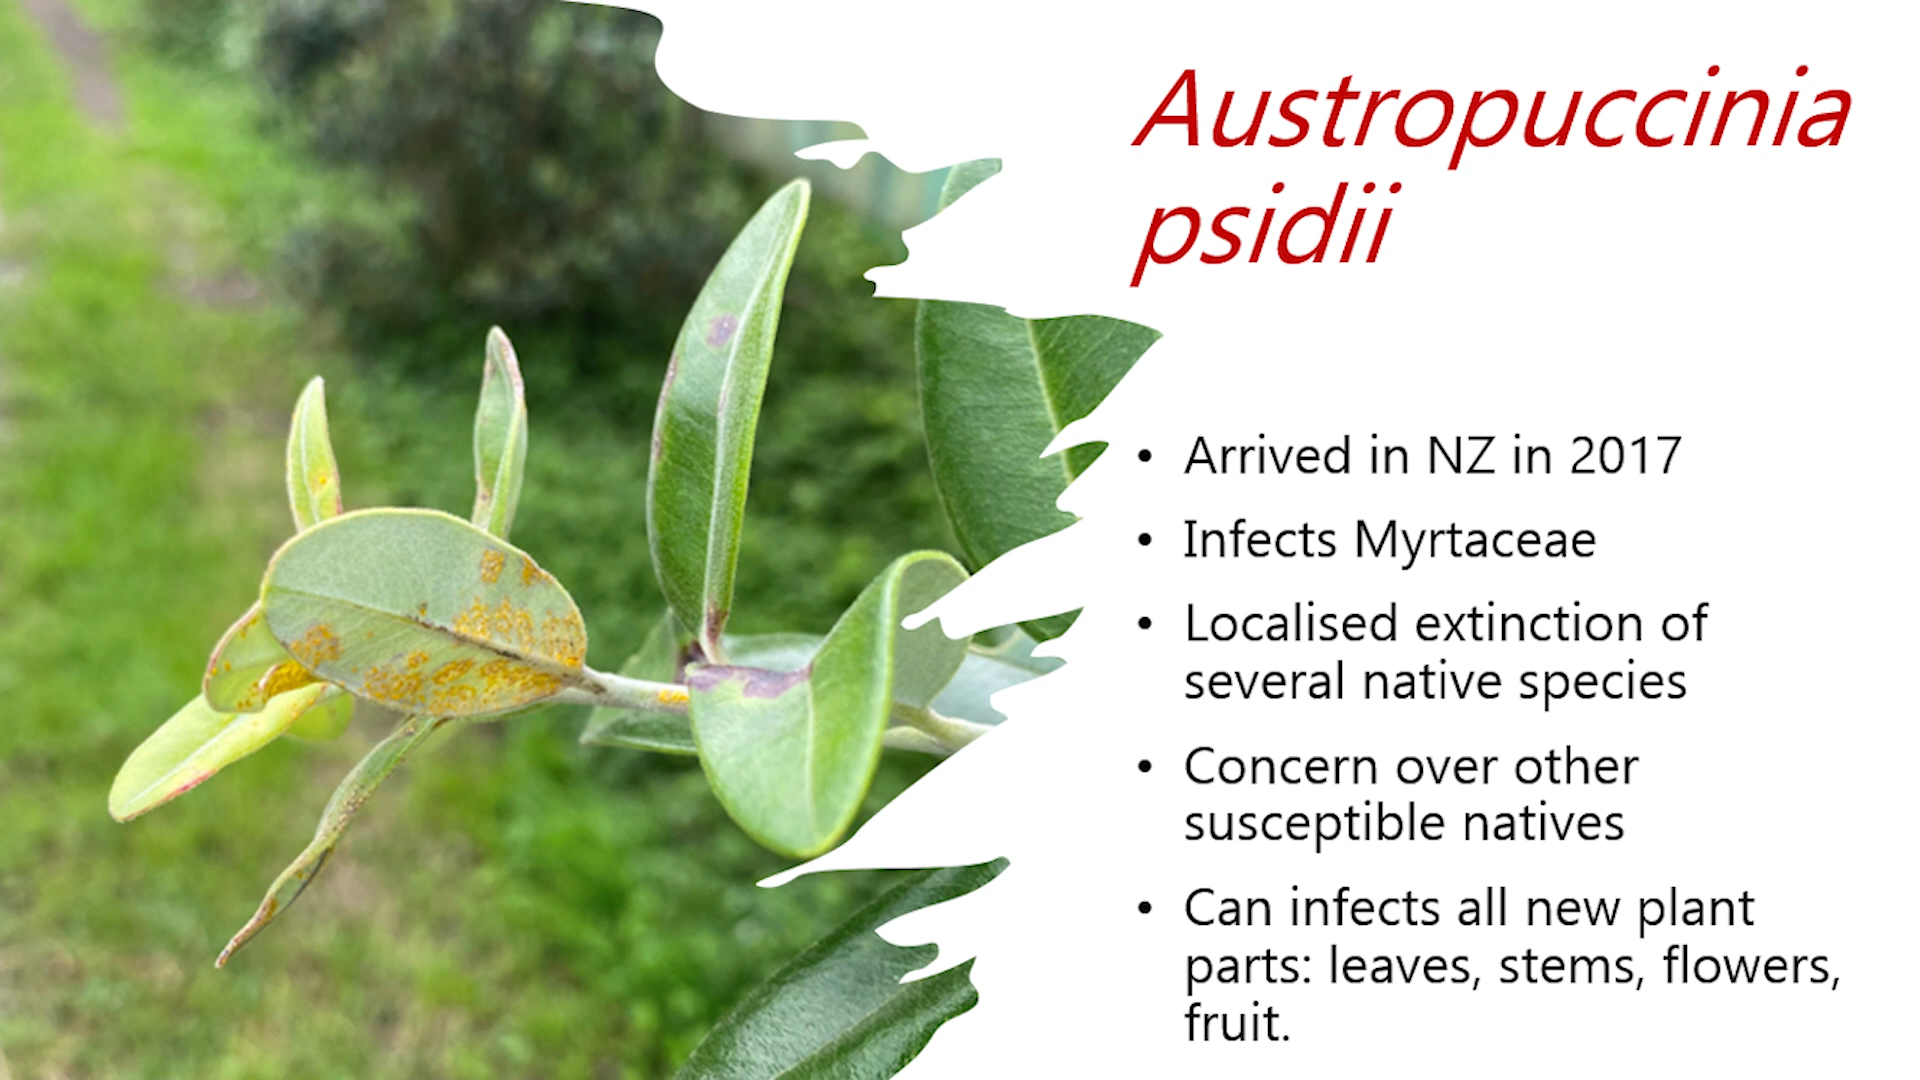 Austropuccinia
psidii
• Arrived in NZ in 2017
• Infects Myrtaceae
• Localised extinction of
several native species
• Concern over other
susceptible natives
• Can infects all new plant
parts: leaves, stems, flowers,
fruit.